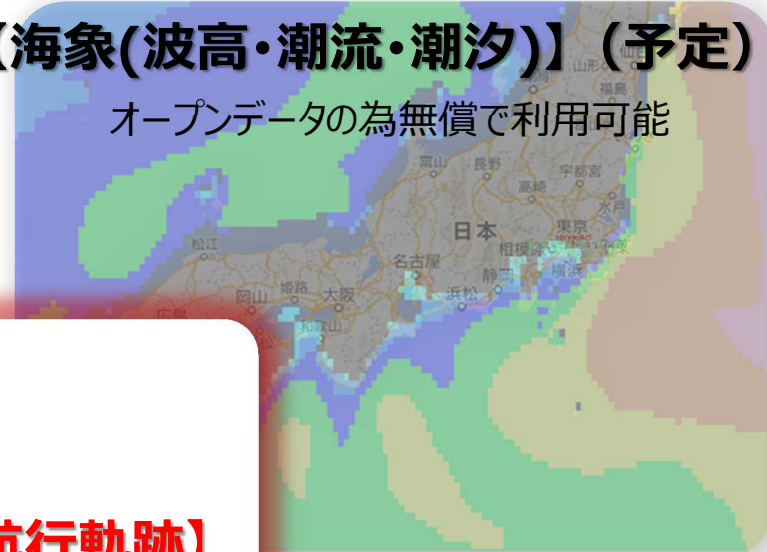 【海象(波高・潮流・潮汐)】(予定)
オープンデータの為無償で利用可能
仙台
山形
福島
富山
長野
宇都宮
高崎
水戸
日本
東京
松江
相模原
名古屋
横浜
静岡
岡山
姫路
大阪
浜松
広島
和歌山
航行軌跡】